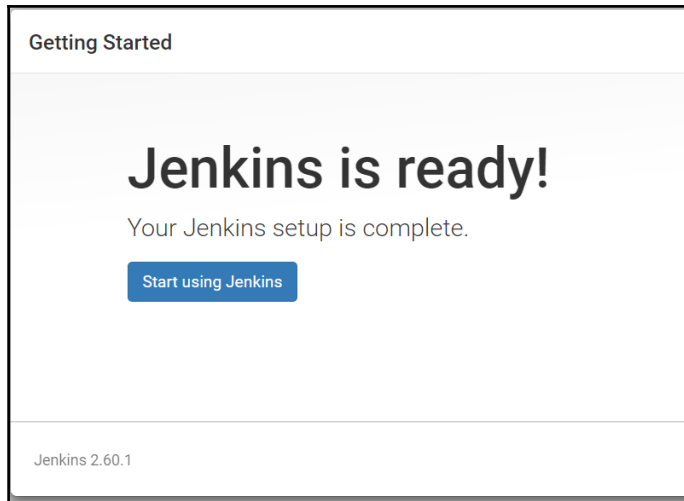 Getting Started
Jenkins is ready!
Your Jenkins setup is complete.
Start using Jenkins
Jenkins 2.60.1